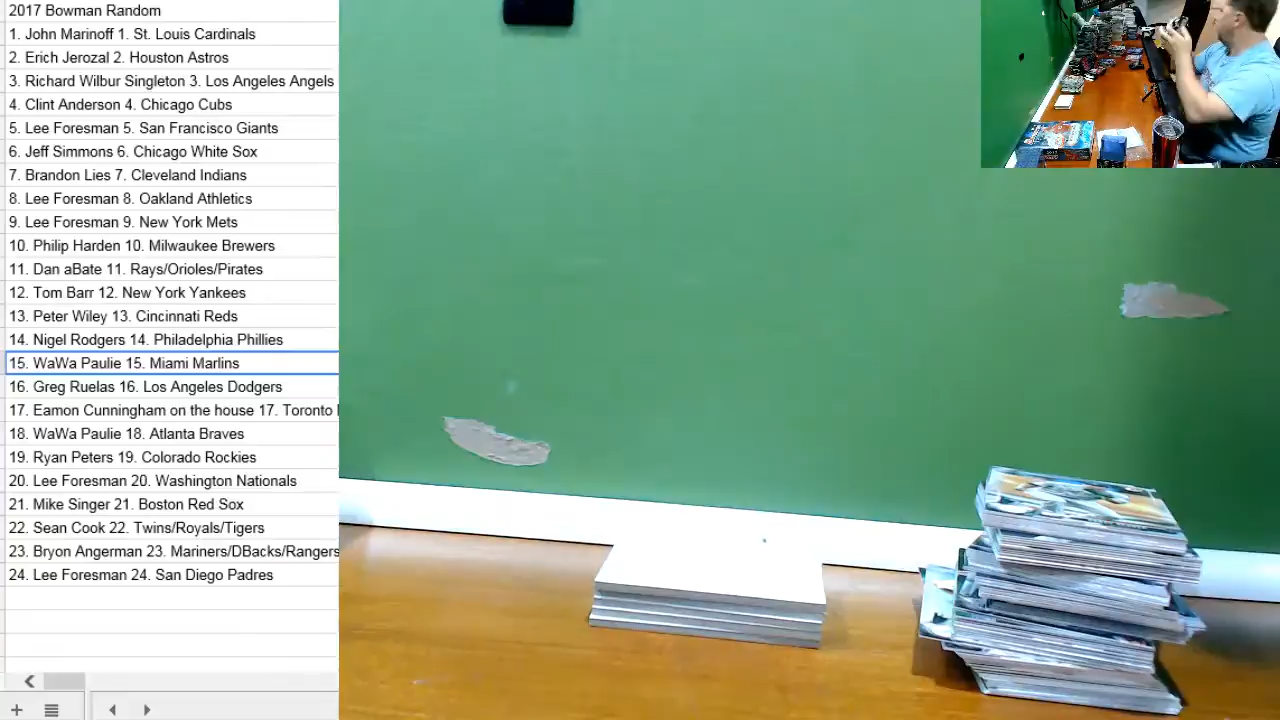 2017 Bowman Random
1. John Marinoff 1. St. Louis Cardinals
2. Erich Jerozal 2. Houston Astros
3. Richard Wilbur Singleton 3. Los Angeles Angels
4. Clint Anderson 4. Chicago Cubs
5. Lee Foresman 5. San Francisco Giants
6. Jeff Simmons 6. Chicago White Sox
7. Brandon Lies 7. Cleveland Indians
8. Lee Foresman 8. Oakland Athletics
9. Lee Foresman 9. New York Mets
10. Philip Harden 10. Milwaukee Brewers
11. Dan aBate 11. Rays/Orioles/Pirates
12. Tom Barr 12. New York Yankees
13. Peter Wiley 13. Cincinnati Reds
14. Nigel Rodgers 14. Philadelphia Phillies
15. WaWa Paulie 15. Miami Marlins
16. Greg Ruelas 16. Los Angeles Dodgers
17. Eamon Cunningham on the house 17. Toronto
18. WaWa Paulie 18. Atlanta Braves
19. Ryan Peters 19. Colorado Rockies
20. Lee Foresman 20. Washington Nationals
21. Mike Singer 21. Boston Red Sox
22. Sean Cook 22. Twins/Royals/Tigers
23. Bryon Angerman 23. Mariners/DBacks/Rangers
24. Lee Foresman 24. San Diego Padres